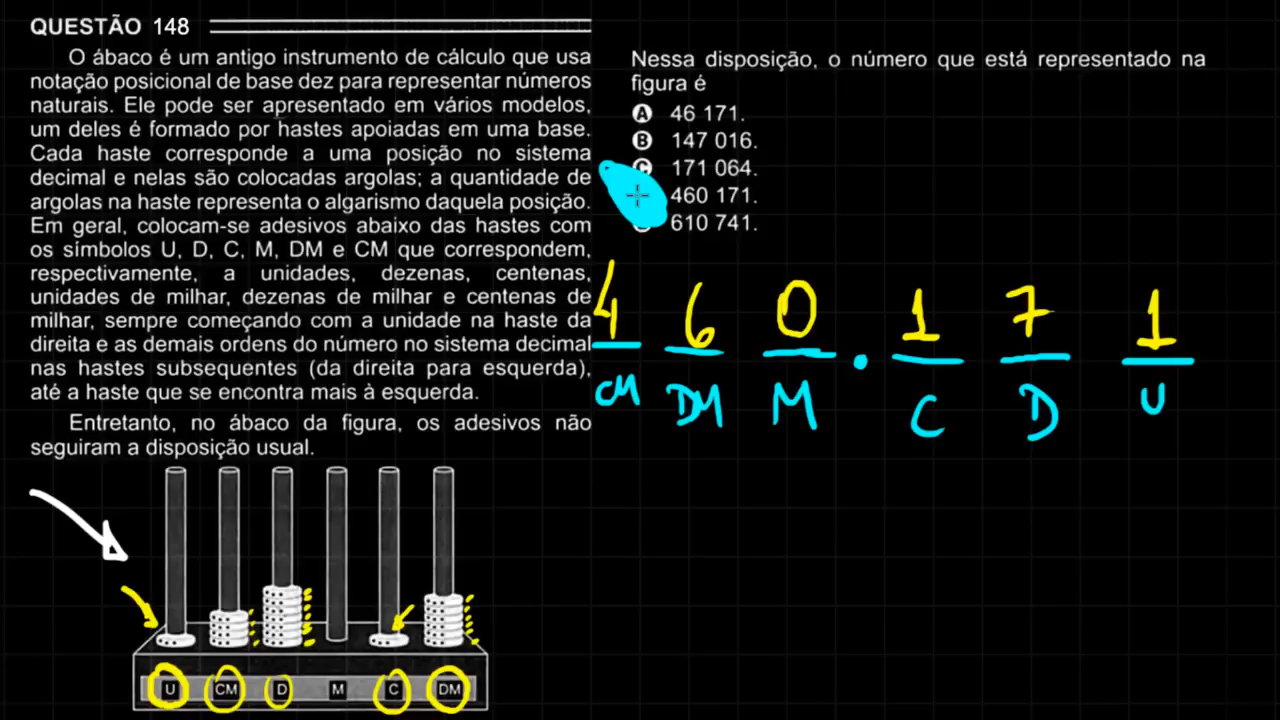 QUESTÃO 148
O ábaco é um antigo instrumento de cálculo que usa
notação posicional de base dez para representar números
naturais. Ele pode ser apresentado em vários modelos,
um deles é formado por hastes apoiadas em uma base.
Cada haste corresponde a uma posição no sistema
decimal e nelas são colocadas argolas; a quantidade de
argolas na haste representa o algarismo daquela posição.
Em geral, colocam-se adesivos abaixo das hastes com
os símbolos U, D, C, M, DM e CM que correspondem,
respectivamente, a unidades, dezenas, centenas,
unidades de milhar, dezenas de milhar e centenas de
milhar, sempre começando com a unidade na haste da
direita e as demais ordens do número no sistema decimal
nas hastes subsequentes (da direita para esquerda),
até a haste que se encontra mais à esquerda.
Entretanto, no ábaco da figura, os adesivos não
seguiram a disposição usual.
U CM D M C DM
Nessa disposição, o número que está representado na
figura é
A 46 171.
B 147 016.
C 171 064.
460 171.
610 741.
4 6 0 . 1 7 1
CM DM M C D U